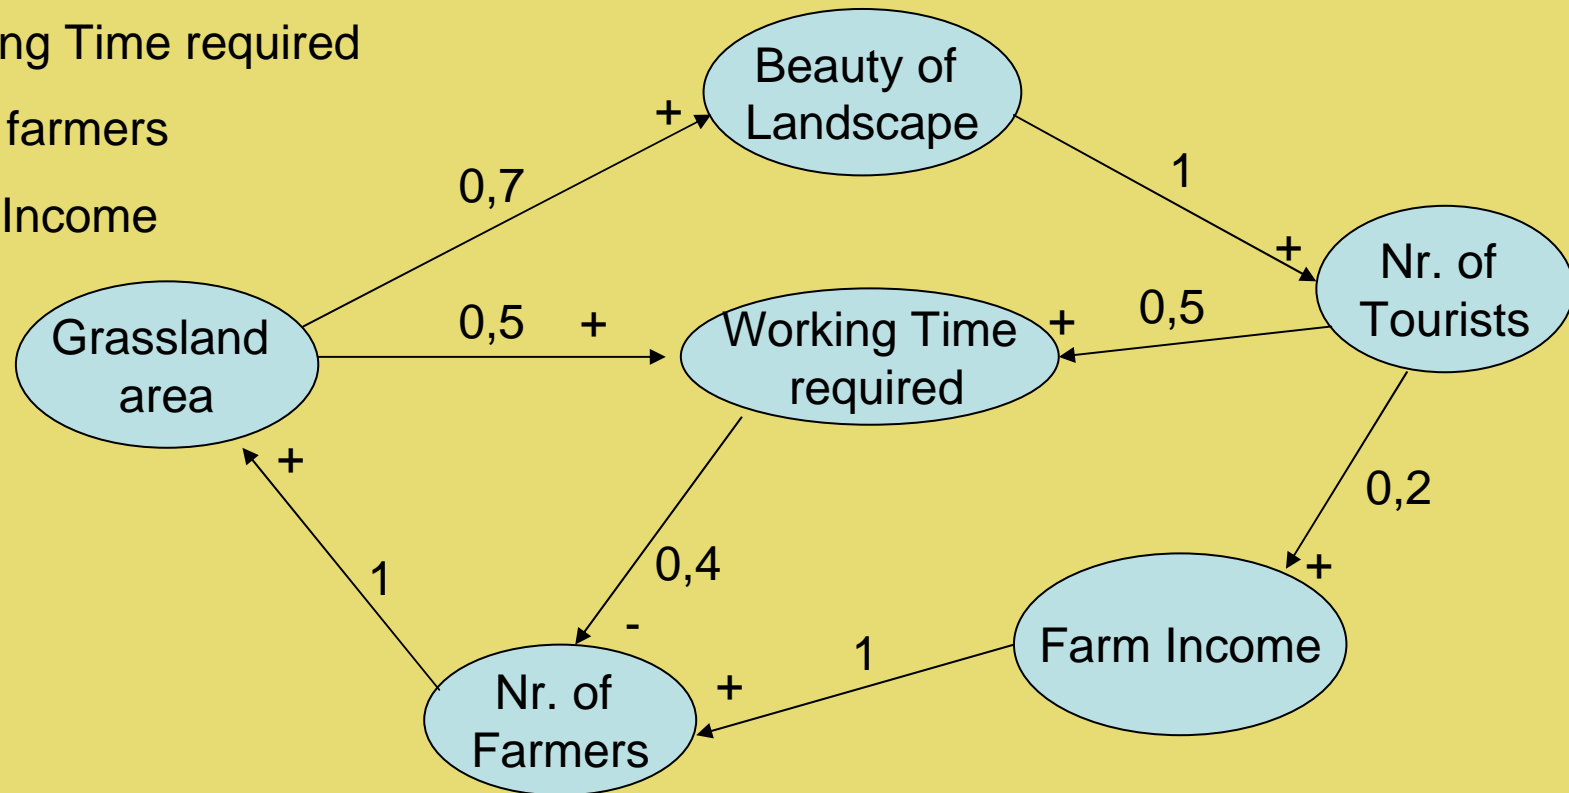 ng Time required
farmers
Income
Beauty of
Landscape
+
0,7
1
+
Nr. of
Tourists
Grassland
area
0,5
+
Working Time
required
+
0,5
+
1
0,4
-
0,2
+
Farm Income
1
+
Nr. of
Farmers